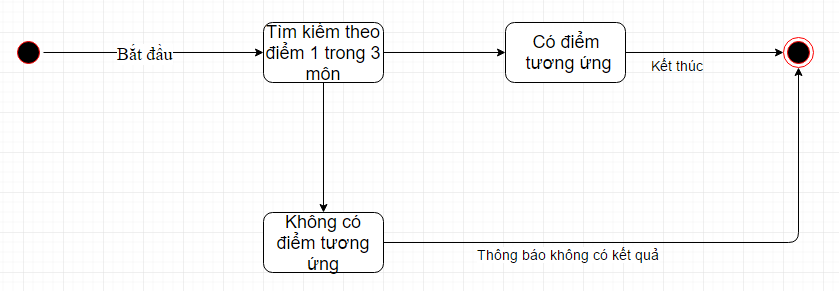 Bắt đầu
Tìm kiêm theo
điểm 1 trong 3
môn
Có điểm
tương ứng
Kết thúc
Không có
điểm tương
ứng
Thông báo không có kết quả